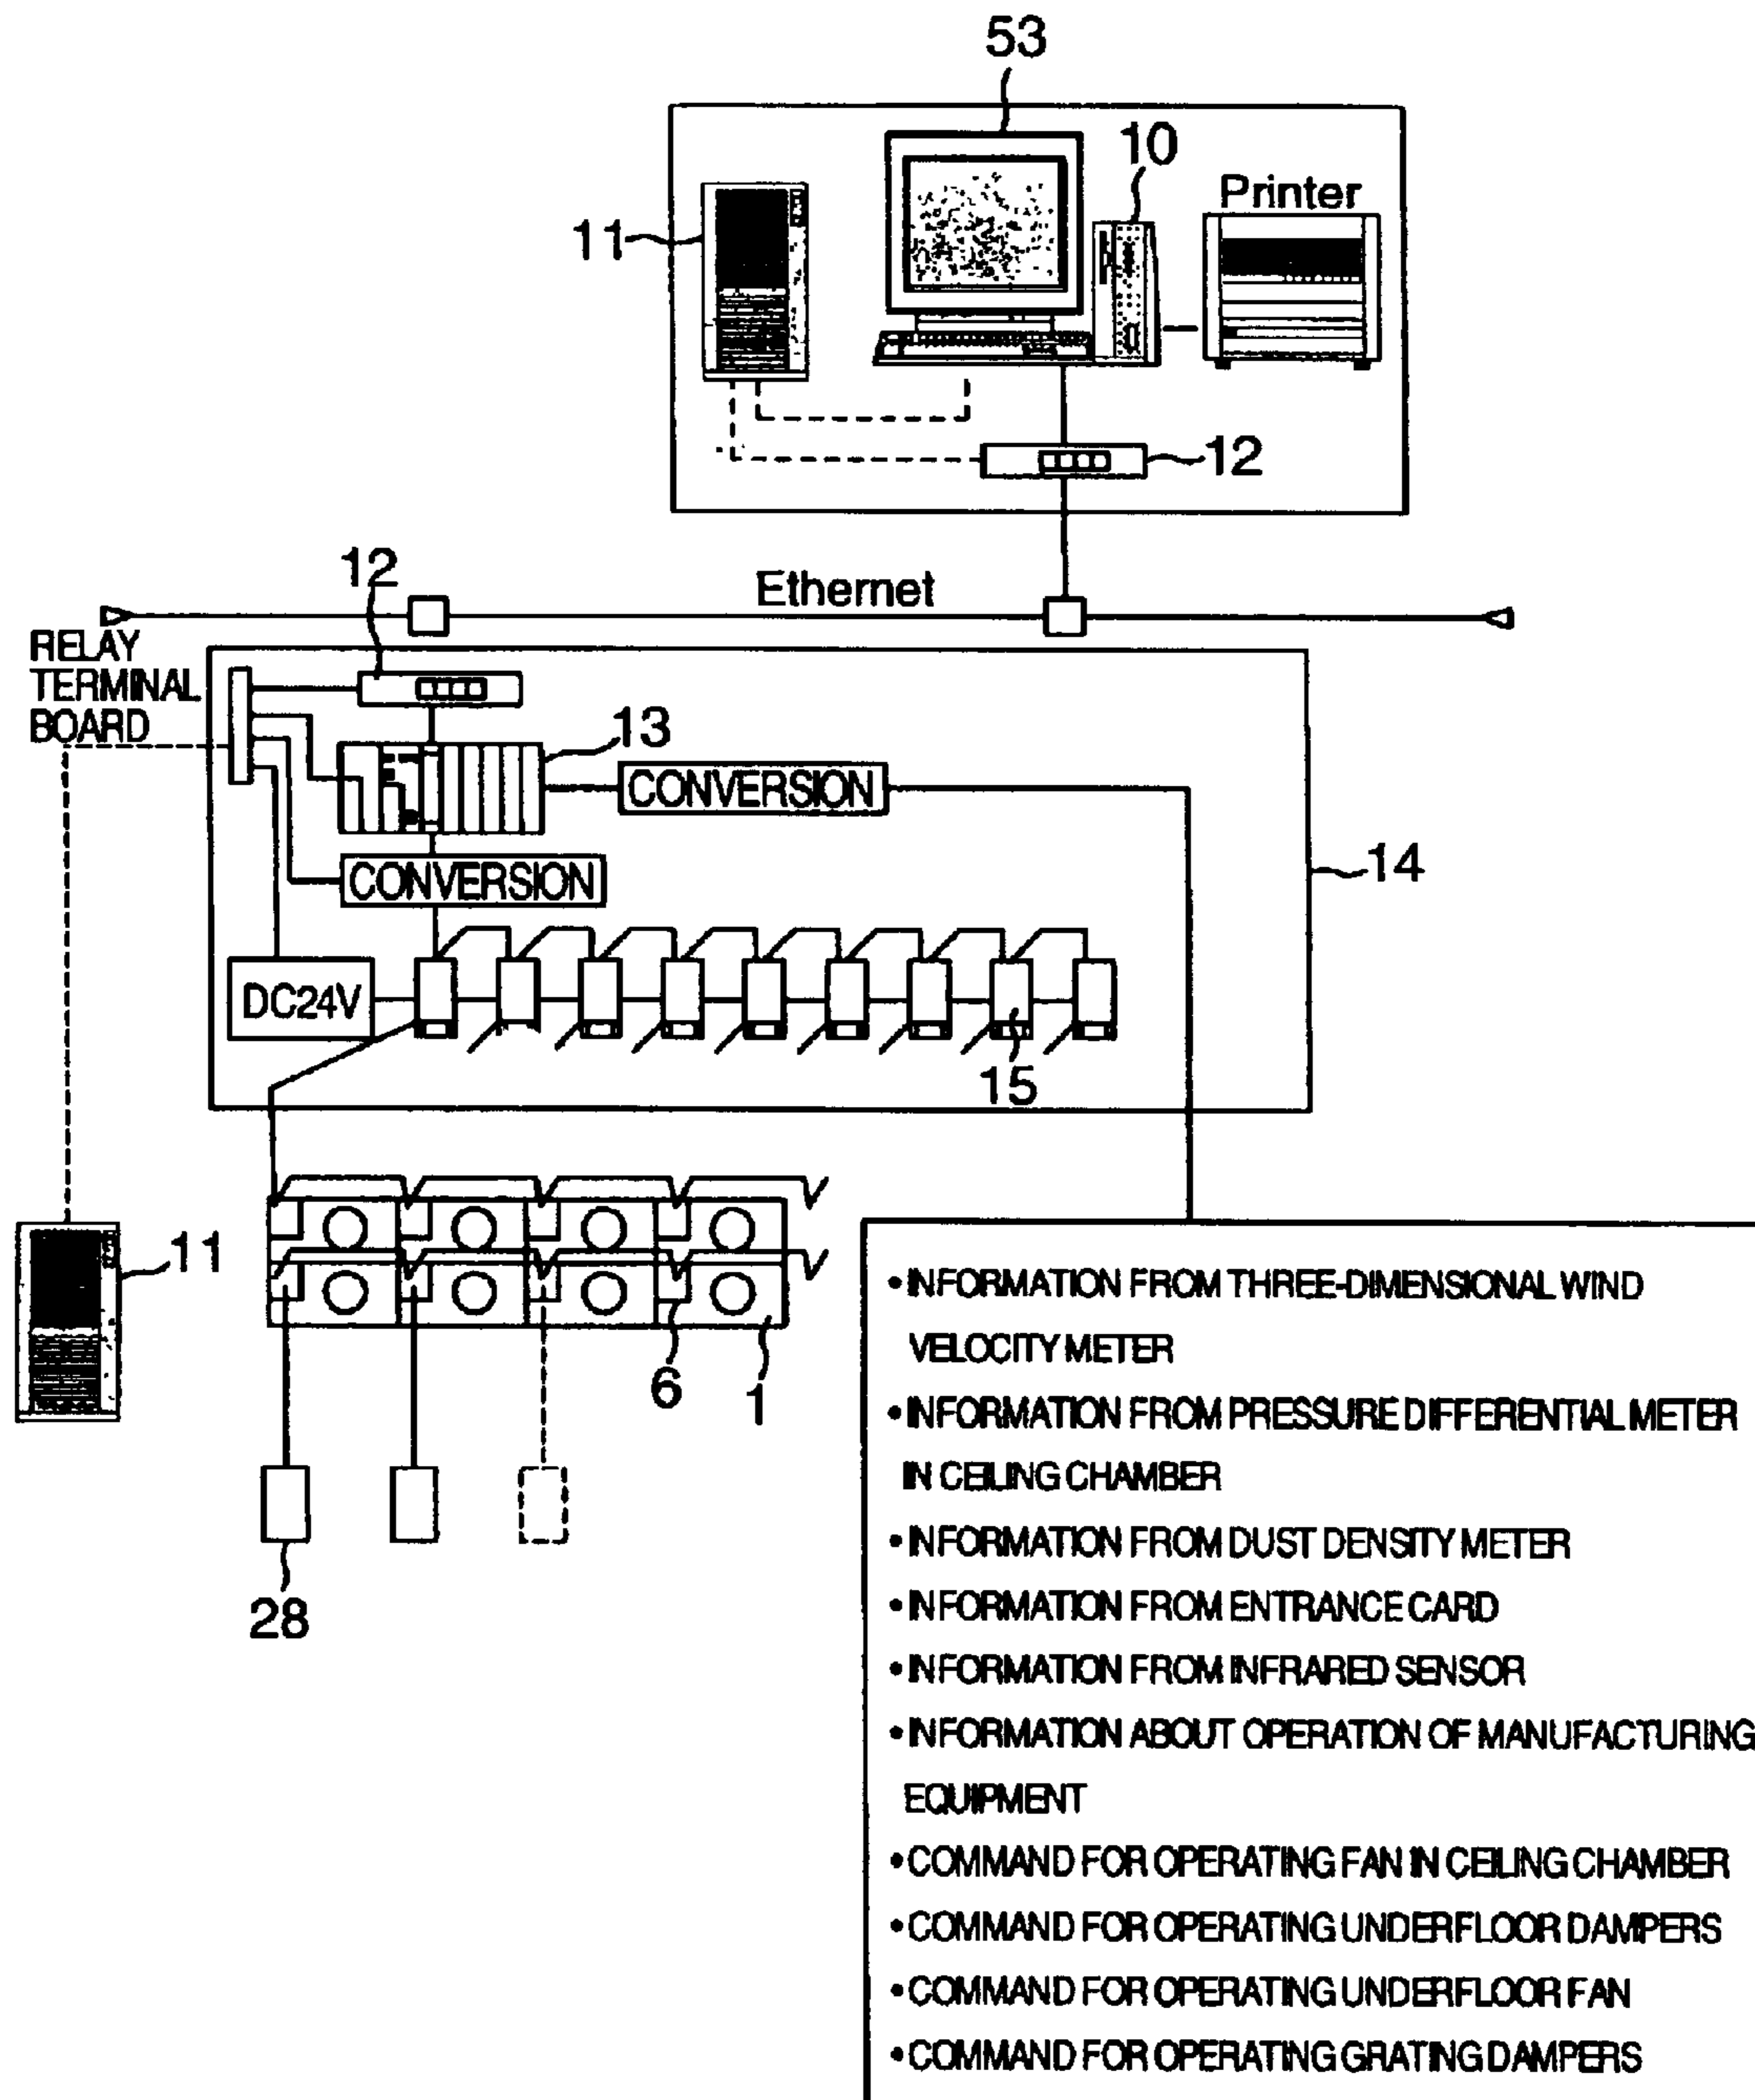 53
10
Printer
11
12
12
Ethernet
RELAY
TERMINAL
BOARD
13
CONVERSION
14
CONVERSION
DC24V
15
11
6
1
28
•INFORMATION FROM THREE-DIMENSIONAL WIND
VELOCITY METER
•INFORMATION FROM PRESSURE DIFFERENTIAL METER
IN CEILING CHAMBER
•INFORMATION FROM DUST DENSITY METER
•INFORMATION FROM ENTRANCE CARD
•INFORMATION FROM INFRARED SENSOR
•INFORMATION ABOUT OPERATION OF MANUFACTURING
EQUIPMENT
•COMMAND FOR OPERATING FAN IN CEILING CHAMBER
•COMMAND FOR OPERATING UNDERFLOOR DAMPERS
•COMMAND FOR OPERATING UNDERFLOOR FAN
•COMMAND FOR OPERATING GRATING DAMPERS